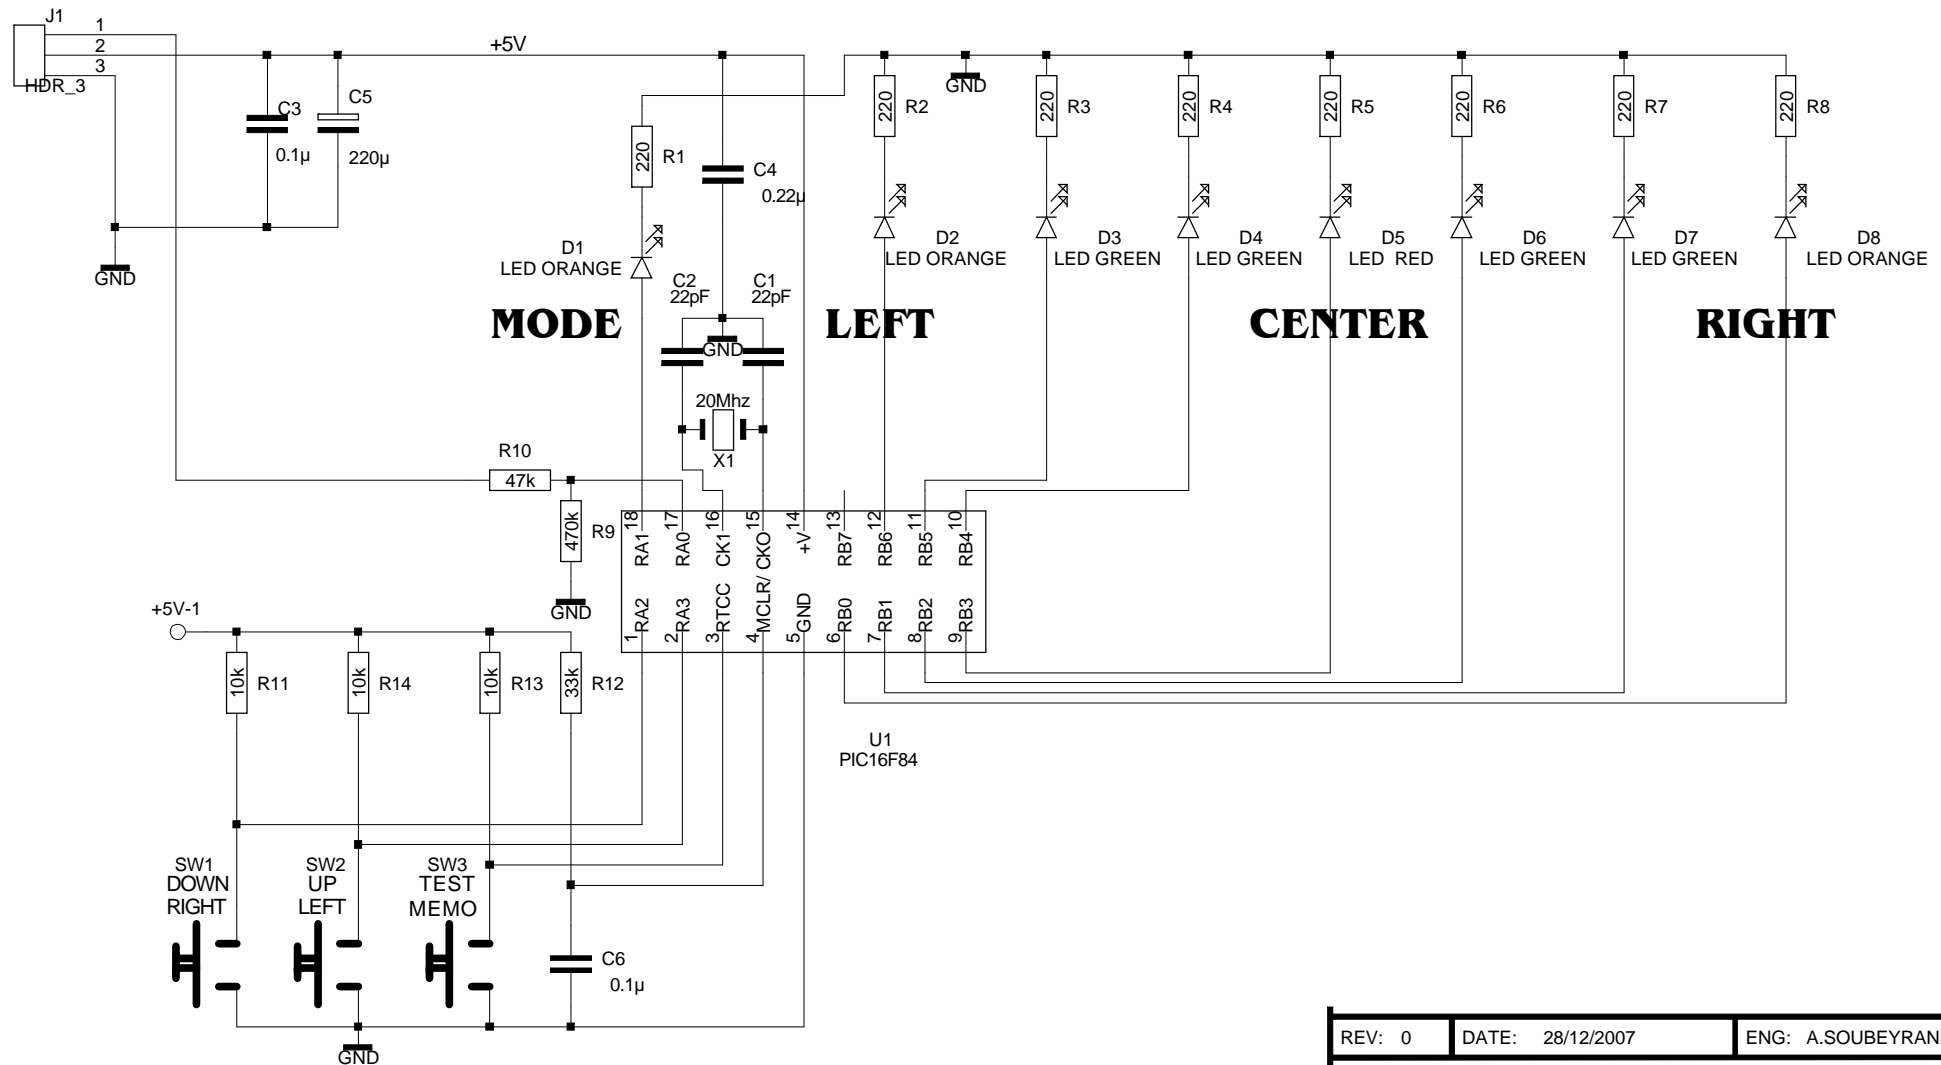 J1
1
2
3
HDR_3
+5V
C3
0.1µ
C5
220µ
GND
R1
220
C4
0.22µ
D1
LED ORANGE
C2
22pF
C1
22pF
GND
20Mhz
X1
MODE
LEFT
CENTER
RIGHT
GND
220
R2
220
R3
220
R4
220
R5
220
R6
220
R7
220
R8
D2
LED ORANGE
D3
LED GREEN
D4
LED GREEN
D5
LED RED
D6
LED GREEN
D7
LED GREEN
D8
LED ORANGE
R10
47k
470k
R9
GND
18
17
16
15
14
13
12
11
10
RA1
RA0
CK1
CKO
+V
RB7
RB6
RB5
RB4
RA2
RA3
RTCC
MCLR/
GND
RB0
RB1
RB2
RB3
1
2
3
4
5
6
7
8
9
U1
PIC16F84
+5V-1
10k
R11
10k
R14
10k
R13
33k
R12
SW1
DOWN
RIGHT
SW2
UP
LEFT
SW3
TEST
MEMO
C6
0.1µ
GND
REV: 0
DATE: 28/12/2007
ENG: A.SOUBEYRAN